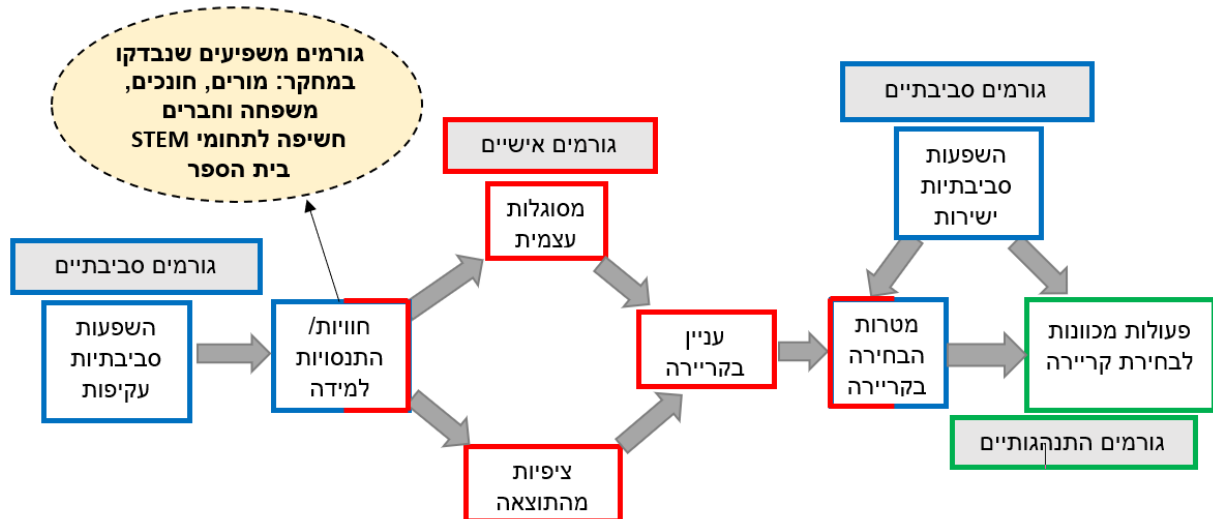 גורמים משפיעים שנבדקו
במחקר: מורים, חונכים,
משפחה וחברים
חשיפה לתחומי STEM
בית הספר
גורמים סביבתיים
השפעות
סביבתיות
ישירות
גורמים אישיים
מסוגלות
עצמית
גורמים סביבתיים
השפעות
סביבתיות
עקיפות
חוויות/
התנסויות
למידה
עניין
בקריירה
מטרות
הבחירה
בקריירה
פעולות מכוונות
לבחירת קריירה
גורמים התנהגותיים
ציפיות
מהתוצאה